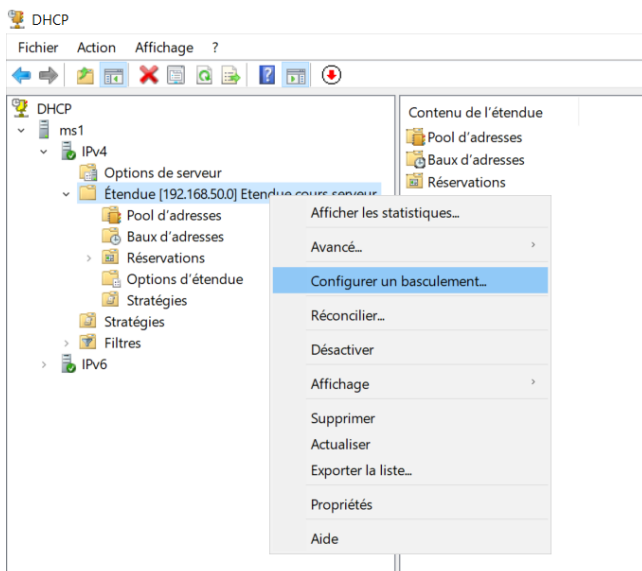 DHCP
Fichier Action Affichage ?
DHCP
ms1
IPv4
Options de serveur
Étendue [192.168.50.0] Etendue cours serveur
Pool d'adresses
Baux d'adresses
Réservations
Options d'étendue
Stratégies
Stratégies
Filtres
IPv6
Contenu de l'étendue
Pool d'adresses
Baux d'adresses
Réservations
Afficher les statistiques...
Avancé...
Configurer un basculement...
Réconcilier...
Désactiver
Affichage
Supprimer
Actualiser
Exporter la liste...
Propriétés
Aide